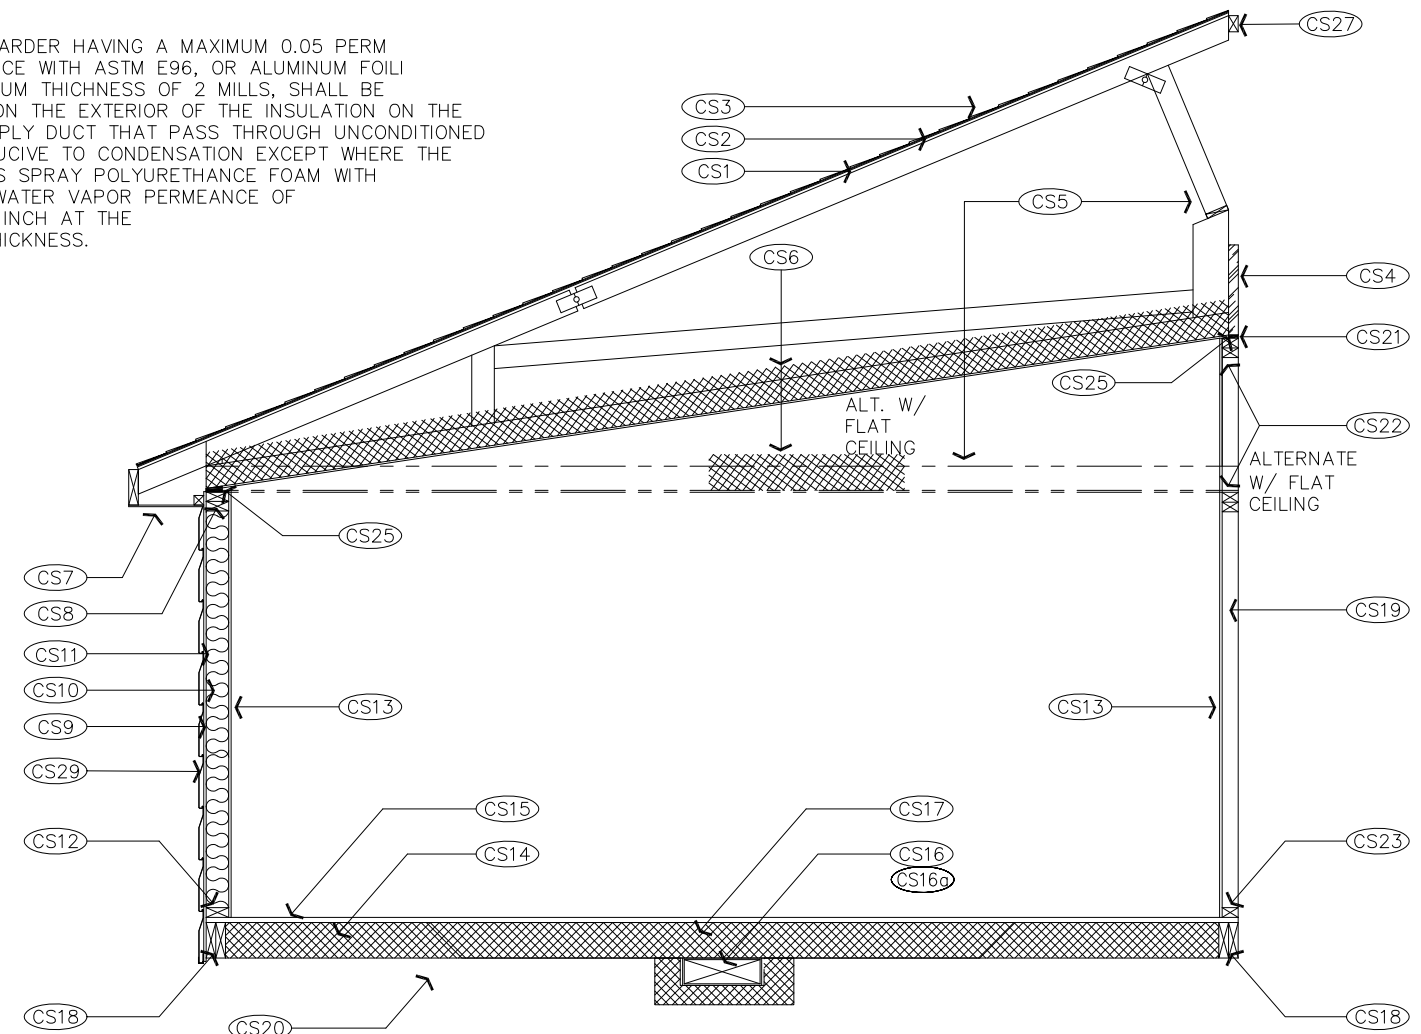 ARDER HAVING A MAXIMUM 0.05 PERM
CE WITH ASTM E96, OR ALUMINUM FOILI
UM THICHNESS OF 2 MILLS, SHALL BE
ON THE EXTERIOR OF THE INSULATION ON THE
PLY DUCT THAT PASS THROUGH UNCONDITIONED
UCIVE TO CONDENSATION EXCEPT WHERE THE
S SPRAY POLYURETHANCE FOAM WITH
WATER VAPOR PERMEANCE OF
INCH AT THE
HICKNESS.
CS27
CS3
CS2
CS1
CS5
CS6
CS4
CS21
CS25
ALT. W/
FLAT
CEILING
CS22
ALTERNATE
W/ FLAT
CEILING
CS25
CS7
CS8
CS19
CS11
CS10
CS13
CS13
CS9
CS29
CS15
CS17
CS12
CS14
CS16
CS23
CS16a
CS18
CS20
CS18